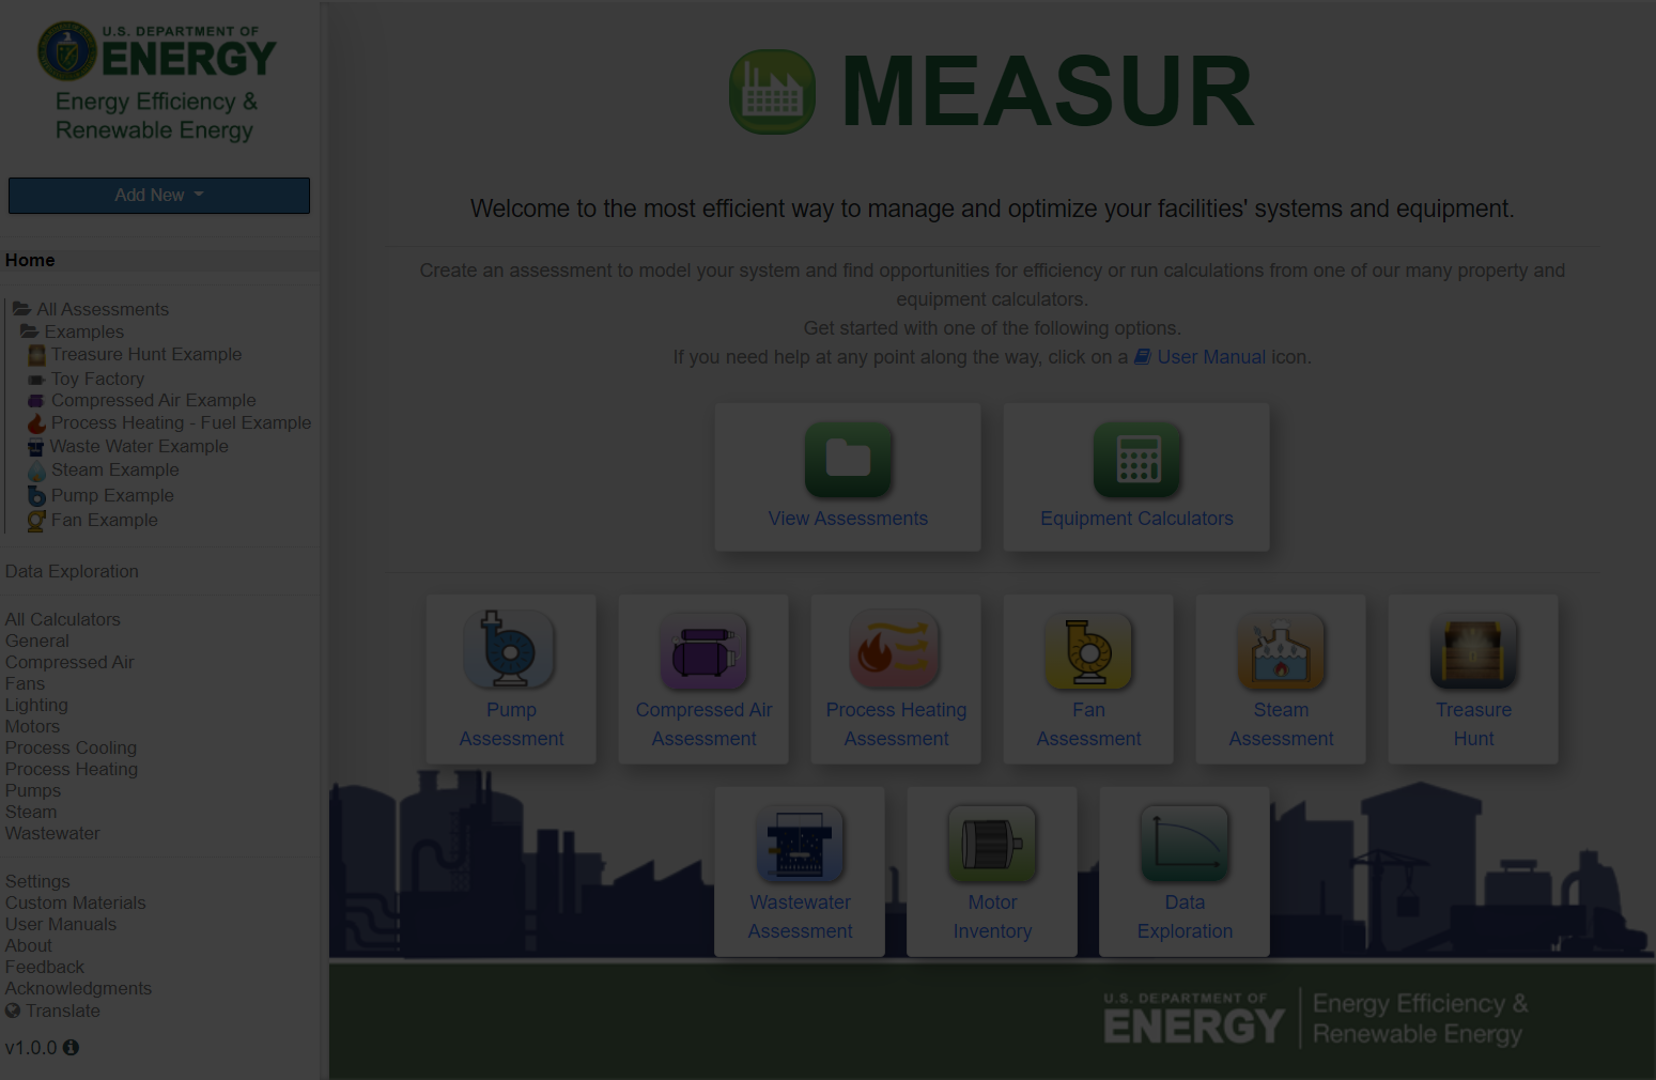 U.S. DEPARTMENT OF
ENERGY
Energy Efficiency &
Renewable Energy
Add New
Home
All Assessments
Examples
Treasure Hunt Example
Toy Factory
Compressed Air Example
Process Heating - Fuel Example
Waste Water Example
Steam Example
Pump Example
Fan Example
Data Exploration
All Calculators
General
Compressed Air
Fans
Lighting
Motors
Process Cooling
Process Heating
Pumps
Steam
Wastewater
Settings
Custom Materials
User Manuals
About
Feedback
Acknowledgments
Translate
v1.0.0
MEASUR
Welcome to the most efficient way to manage and optimize your facilities' systems and equipment.
Create an assessment to model your system and find opportunities for efficiency or run calculations from one of our many property and
equipment calculators.
Get started with one of the following options.
If you need help at any point along the way, click on a User Manual icon.
View Assessments
Equipment Calculators
Pump
Assessment
Compressed Air
Assessment
Process Heating
Assessment
Fan
Assessment
Steam
Assessment
Treasure
Hunt
Wastewater
Assessment
Motor
Inventory
Data
Exploration
U.S. DEPARTMENT OF
ENERGY
Energy Efficiency &
Renewable Energy